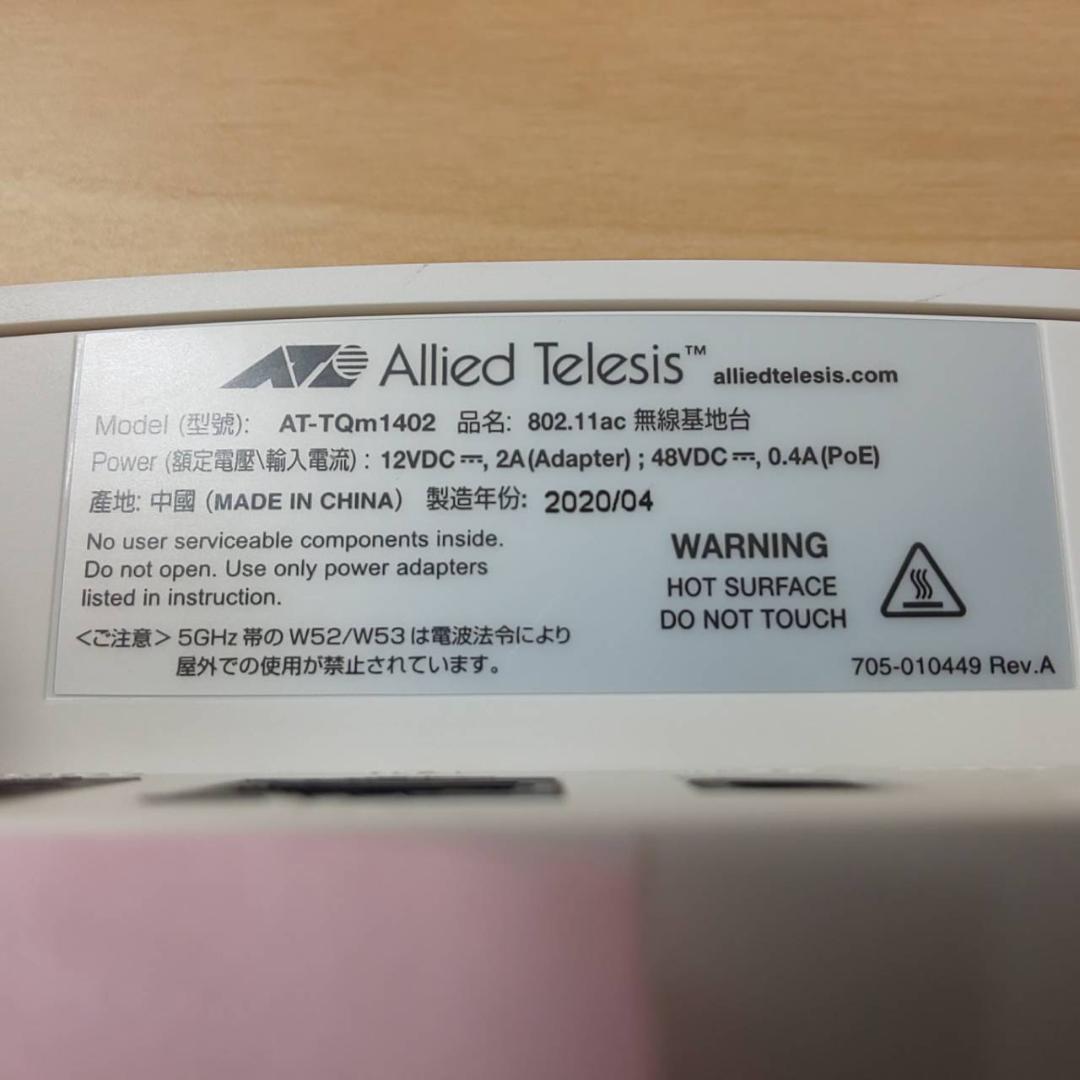 Allied Telesis™ alliedtelesis.com
Model (型號): AT-TQm1402 品名: 802.11ac 無線基地台
Power (額定電壓\輸入電流) : 12VDC ⎓, 2A(Adapter) ; 48VDC ⎓, 0.4A(PoE)
產地: 中國 (MADE IN CHINA) 製造年份: 2020/04
No user serviceable components inside.
Do not open. Use only power adapters
listed in instruction.
<ご注意> 5GHz 帯の W52/W53 は電波法令により
屋外での使用が禁止されています。
WARNING
HOT SURFACE
DO NOT TOUCH
705-010449 Rev.A